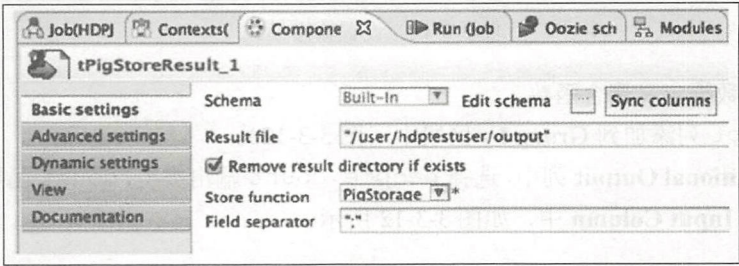 Job(HDPJ Contexts( Compone Run (Job Oozie sch Modules
tPigStoreResult_1
Basic settings
Schema Built-In Edit schema ... Sync columns
Advanced settings
Result file "/user/hdptestuser/output"
Dynamic settings
Remove result directory if exists
View
Store function PigStorage *
Documentation
Field separator ";"